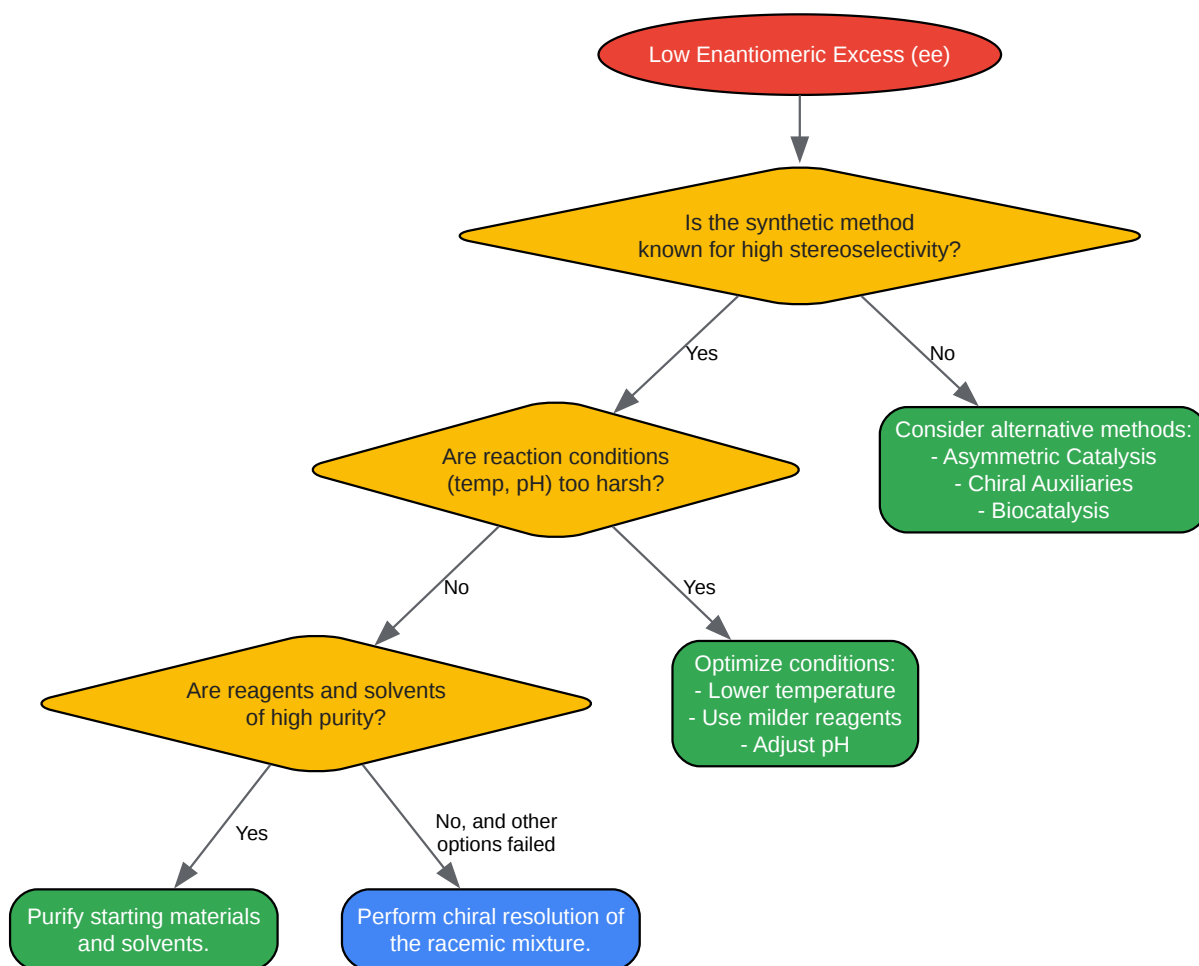 Low Enantiomeric Excess (ee)
Is the synthetic method
known for high stereoselectivity?
Yes
No
Are reaction conditions
(temp, pH) too harsh?
Consider alternative methods:
- Asymmetric Catalysis
- Chiral Auxiliaries
- Biocatalysis
No
Yes
Are reagents and solvents
of high purity?
Optimize conditions:
- Lower temperature
- Use milder reagents
- Adjust pH
Yes
No, and other
options failed
Purify starting materials
and solvents.
Perform chiral resolution of
the racemic mixture.